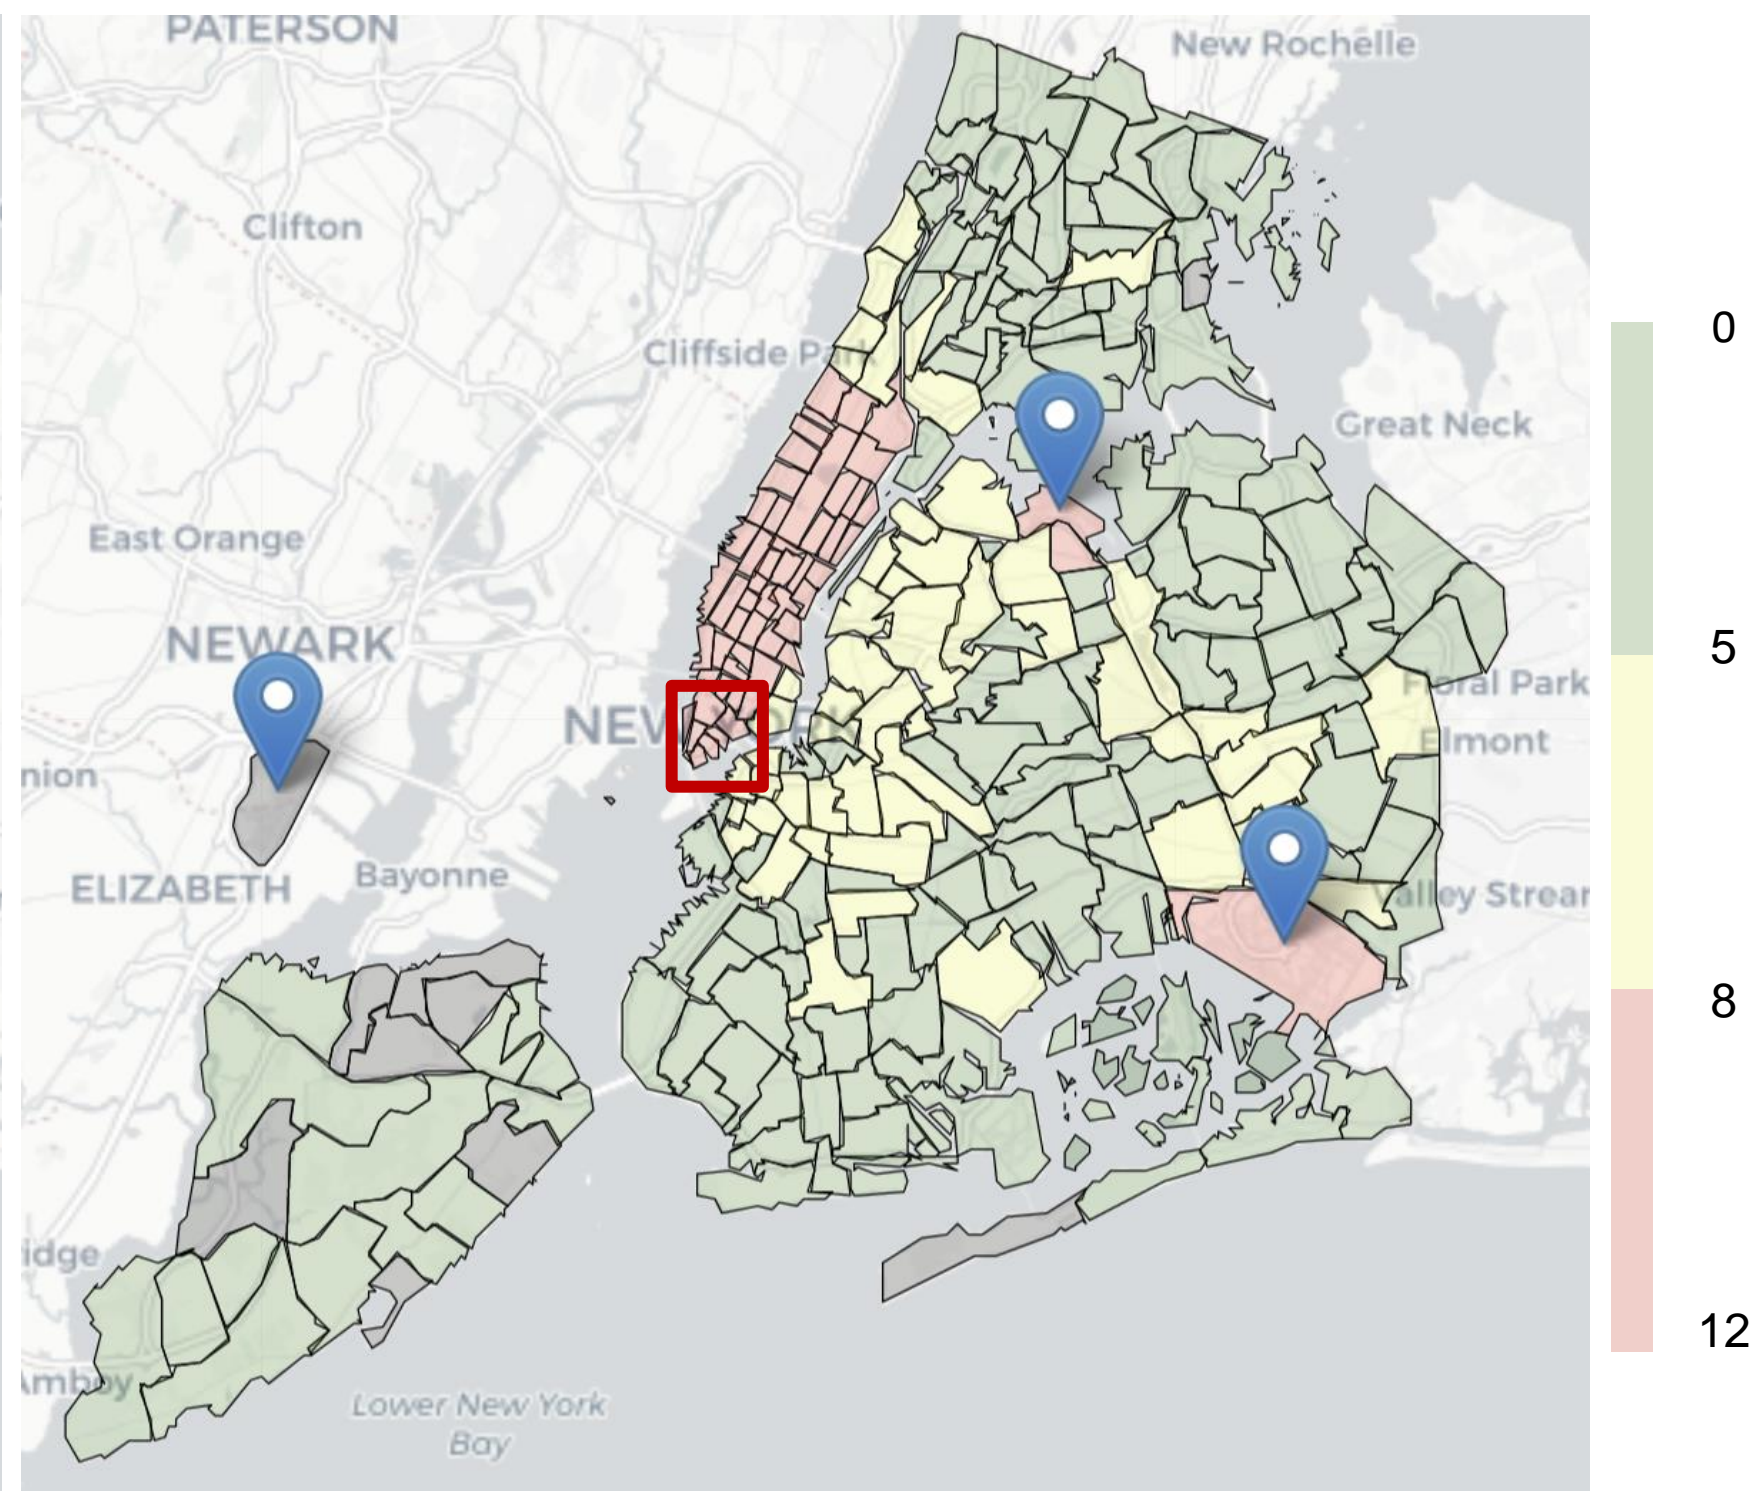 PATERSON
New Rochelle
Clifton
0
Cliffside Park
Great Neck
East Orange
NEWARK
5
Floral Park
NEW YORK
Elmont
nion
ELIZABETH
Bayonne
Valley Strear
8
idge
12
Amboy
Lower New York
Bay